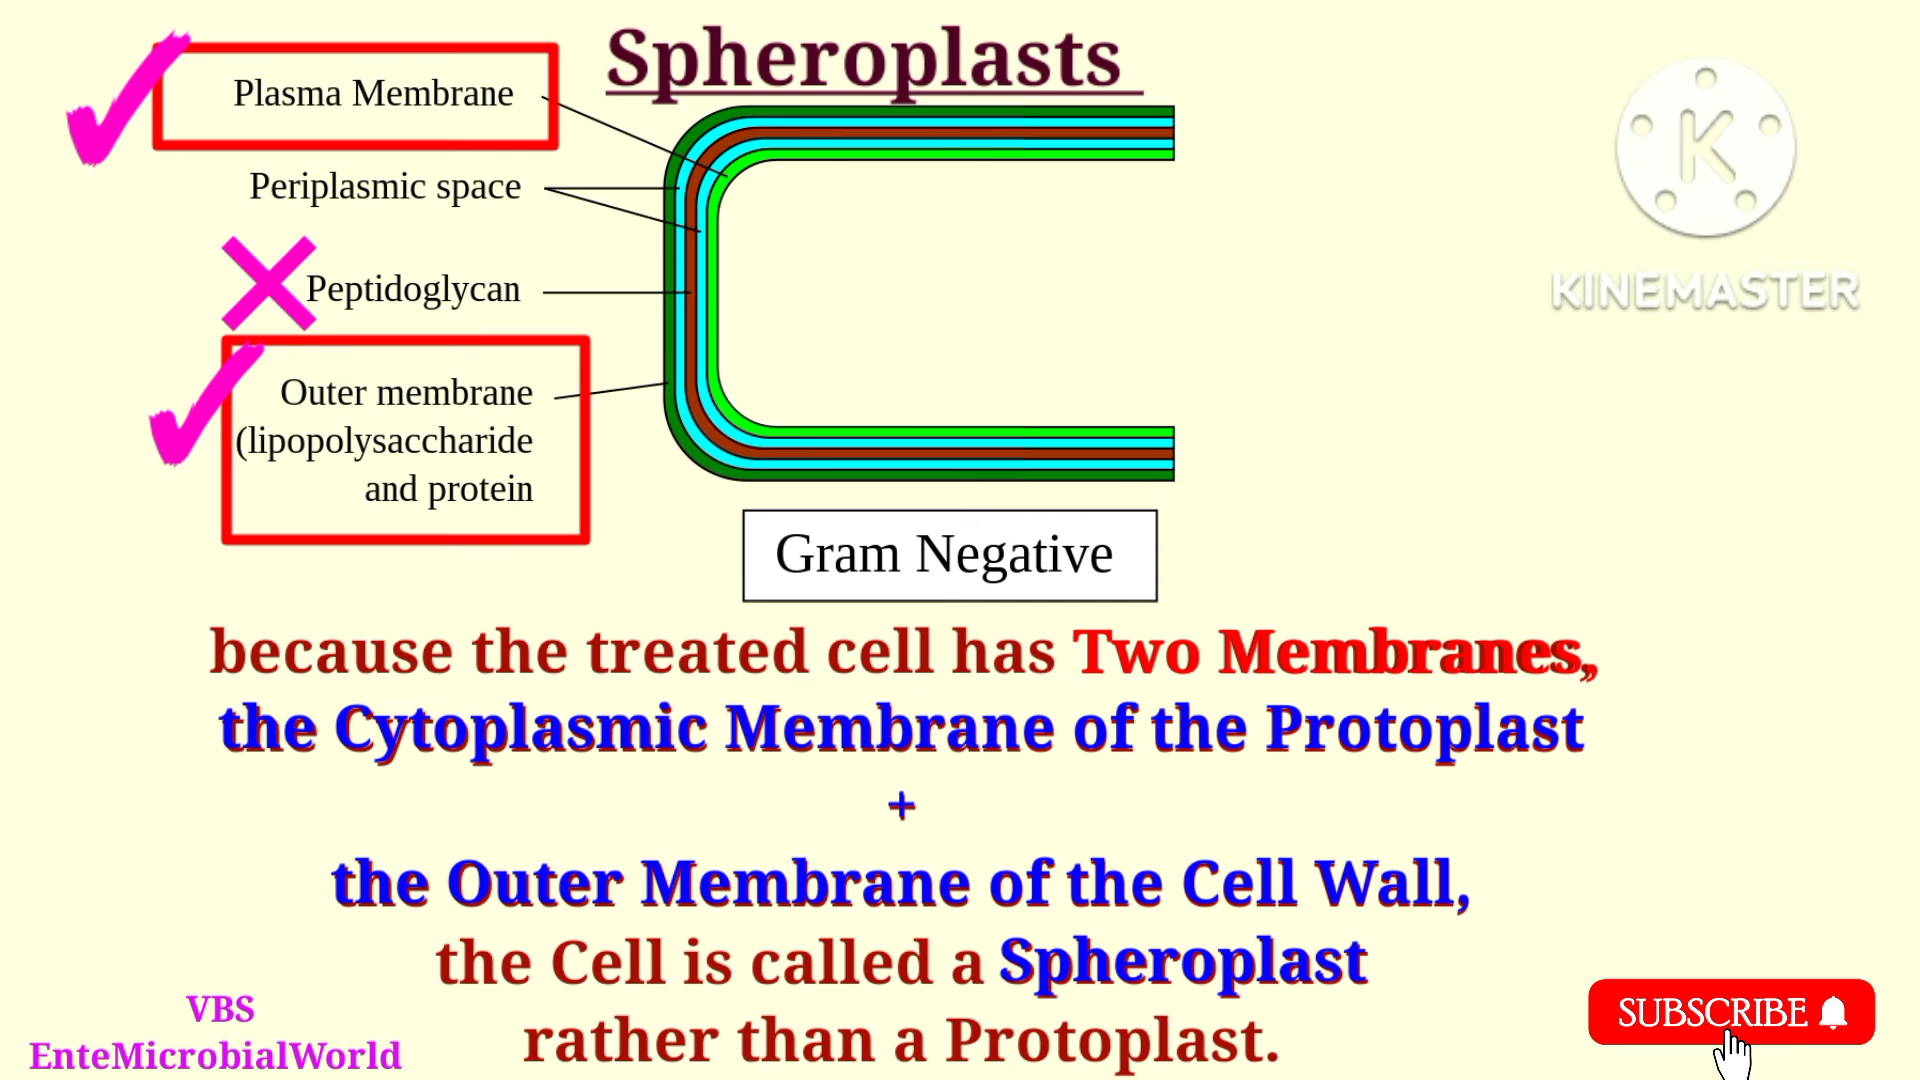 Spheroplasts
Plasma Membrane
Periplasmic space
Peptidoglycan
Outer membrane
(lipopolysaccharide
and protein
K
KINEMASTER
Gram Negative
because the treated cell has Two Membranes,
the Cytoplasmic Membrane of the Protoplast
+
the Outer Membrane of the Cell Wall,
the Cell is called a Spheroplast
rather than a Protoplast.
VBS
EnteMicrobialWorld
SUBSCRIBE